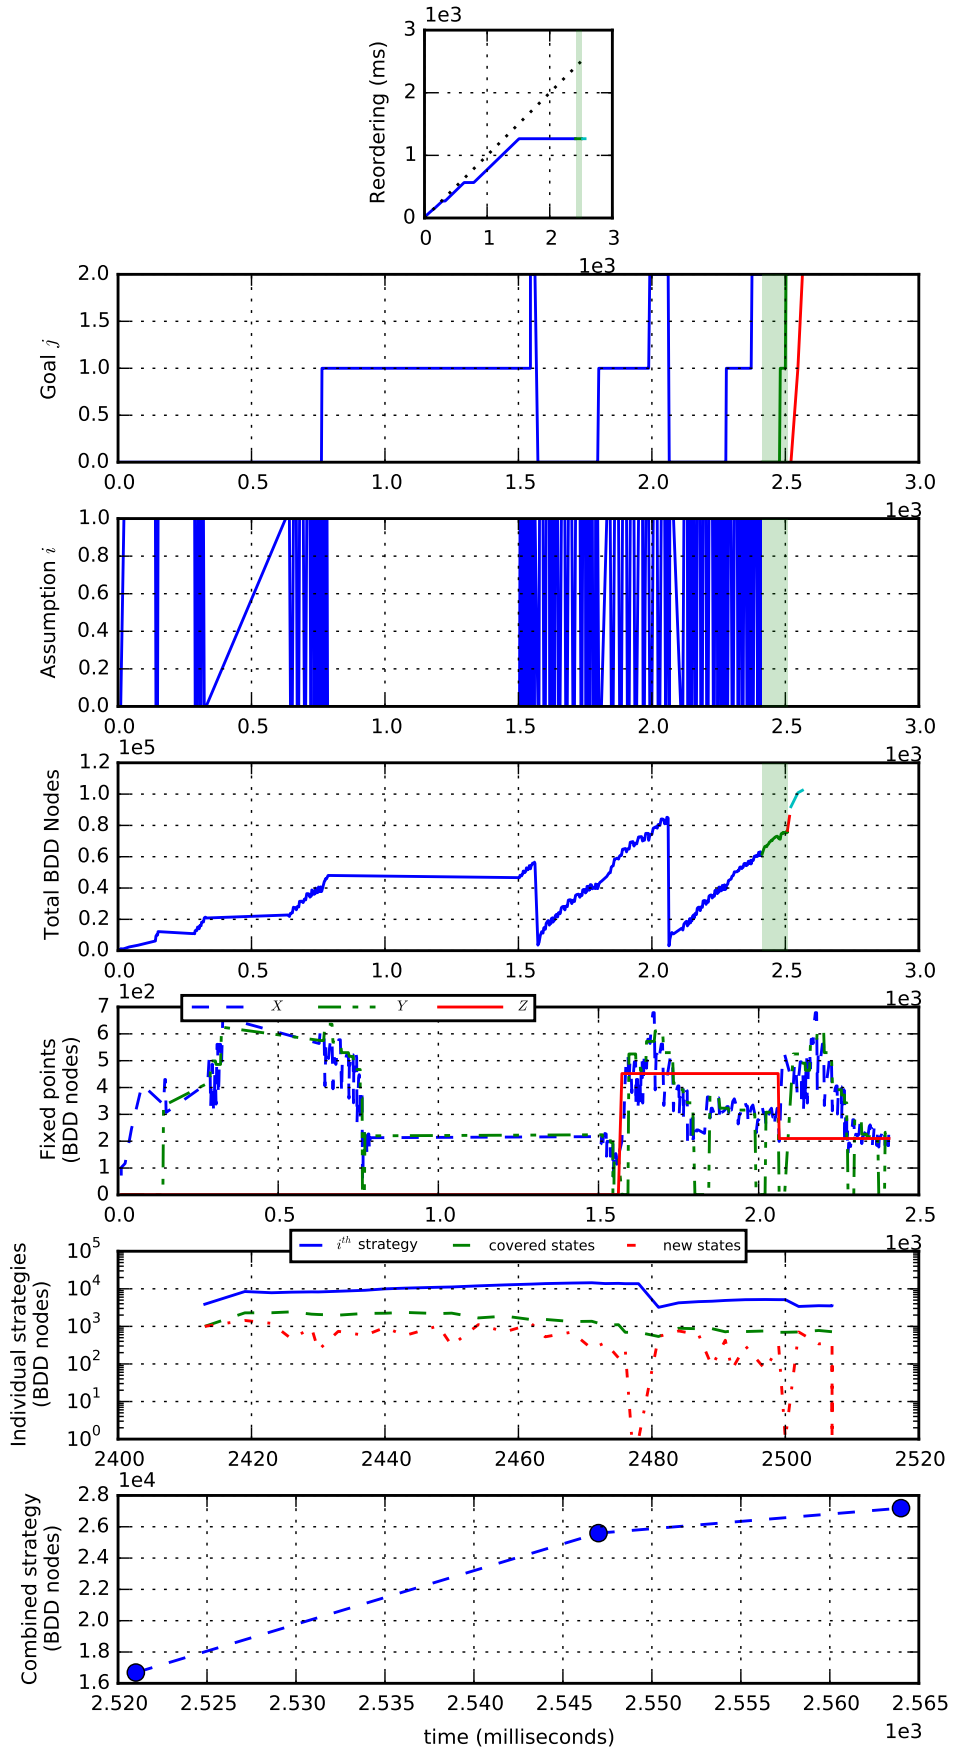 1e3
3
2
1
0
Reordering (ms)
0 1 2 3
1e3
2.0
1.5
1.0
0.5
0.0
Goal j
0.0 0.5 1.0 1.5 2.0 2.5 3.0
1e3
1.0
0.8
0.6
0.4
0.2
0.0
Assumption i
0.0 0.5 1.0 1.5 2.0 2.5 3.0
1e3
1e5
1.2
1.0
0.8
0.6
0.4
0.2
0.0
Total BDD Nodes
0.0 0.5 1.0 1.5 2.0 2.5 3.0
1e3
1e2
X Y Z
7
6
5
4
3
2
1
0
Fixed points
(BDD nodes)
0.0 0.5 1.0 1.5 2.0 2.5
1e3
i^th strategy covered states new states
10^5
10^4
10^3
10^2
10^1
10^0
Individual strategies
(BDD nodes)
2400 2420 2440 2460 2480 2500 2520
1e4
2.8
2.6
2.4
2.2
2.0
1.8
1.6
Combined strategy
(BDD nodes)
2.520 2.525 2.530 2.535 2.540 2.545 2.550 2.555 2.560 2.565
time (milliseconds)
1e3